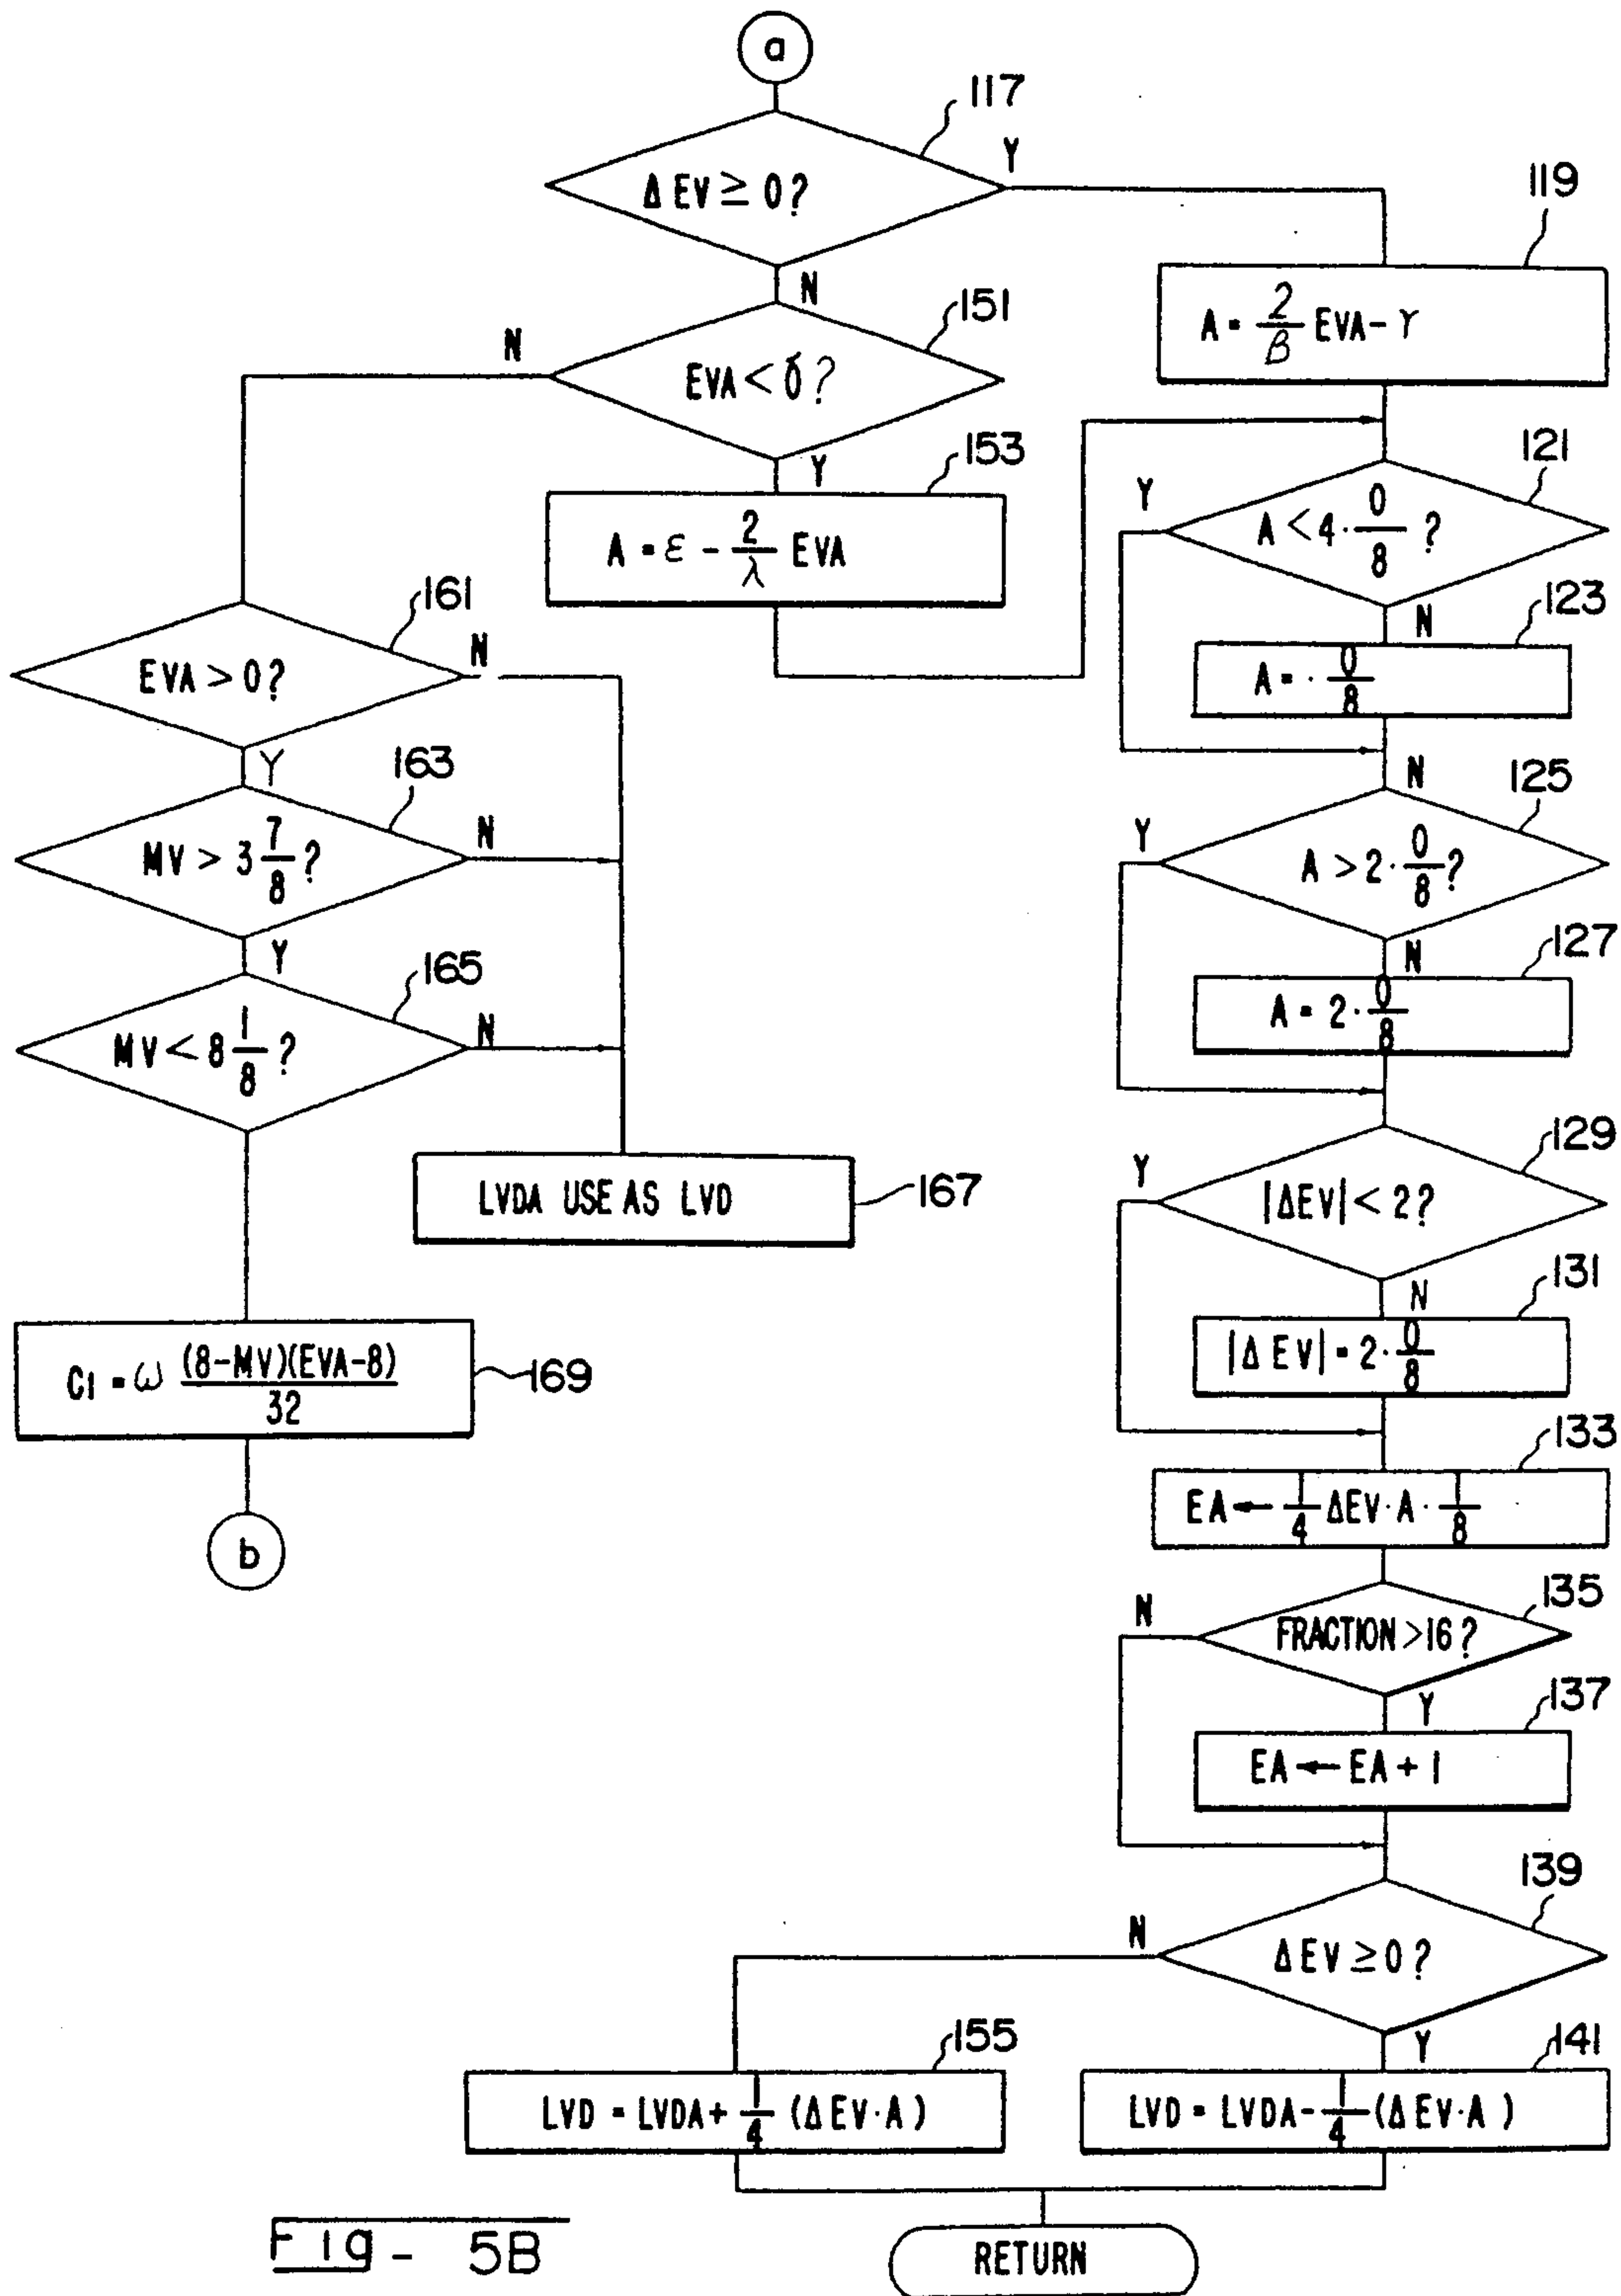 a
117
Δ EV ≥ 0?
Y
N
119
A = 2/β EVA - γ
151
EVA < δ?
N
Y
153
A = ε - 2/λ EVA
121
A < 4 · 0/8 ?
Y
N
123
A = · 0/8
161
EVA > 0?
N
Y
163
MV > 3 7/8 ?
N
Y
165
MV < 8 1/8 ?
N
167
LVDA USE AS LVD
169
C1 = ω (8-MV)(EVA-8)/32
b
N
125
A > 2 · 0/8 ?
Y
N
127
A = 2 · 0/8
129
|ΔEV| < 2?
Y
N
131
|Δ EV| = 2 · 0/8
133
EA ← 1/4 ΔEV · A · 1/8
135
FRACTION > 16?
N
Y
137
EA ← EA + 1
139
Δ EV ≥ 0?
N
Y
155
LVD = LVDA + 1/4 (ΔEV · A)
141
LVD = LVDA - 1/4 (ΔEV · A)
RETURN
Fig - 5B